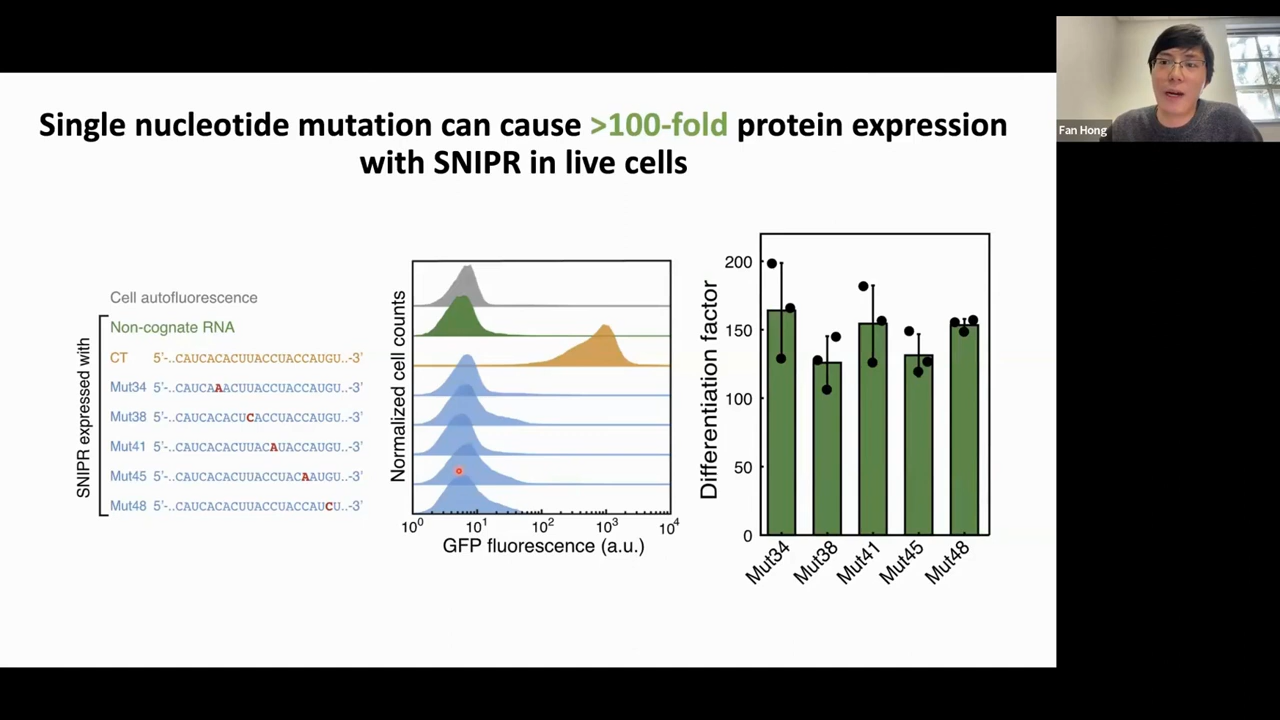 Single nucleotide mutation can cause >100-fold protein expression
with SNIPR in live cells
Fan Hong
SNIPR expressed with
Cell autofluorescence
Non-cognate RNA
CT 5'-..CAUCACACUUACCUACCAUGU..-3'
Mut34 5'-..CAUCAAACUUACCUACCAUGU..-3'
Mut38 5'-..CAUCACACUCACCUACCAUGU..-3'
Mut41 5'-..CAUCACACUUACAUACCAUGU..-3'
Mut45 5'-..CAUCACACUUACCUACAAUGU..-3'
Mut48 5'-..CAUCACACUUACCUACCAUCU..-3'
Normalized cell counts
10⁰ 10¹ 10² 10³ 10⁴
GFP fluorescence (a.u.)
Differentiation factor
200
150
100
50
0
Mut34 Mut38 Mut41 Mut45 Mut48